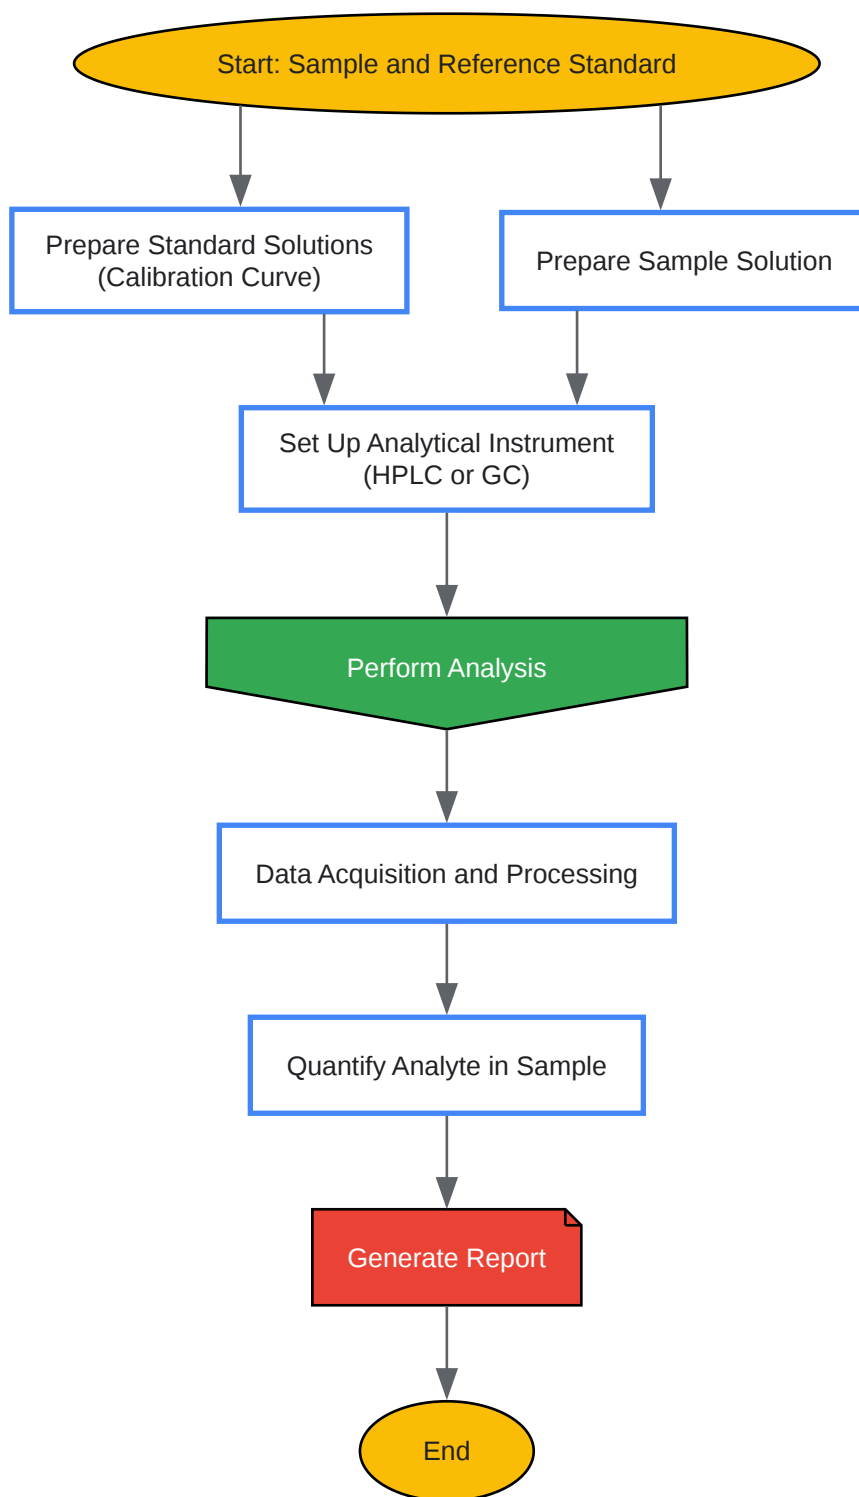 Start: Sample and Reference Standard
Prepare Standard Solutions
(Calibration Curve)
Prepare Sample Solution
Set Up Analytical Instrument
(HPLC or GC)
Perform Analysis
Data Acquisition and Processing
Quantify Analyte in Sample
Generate Report
End